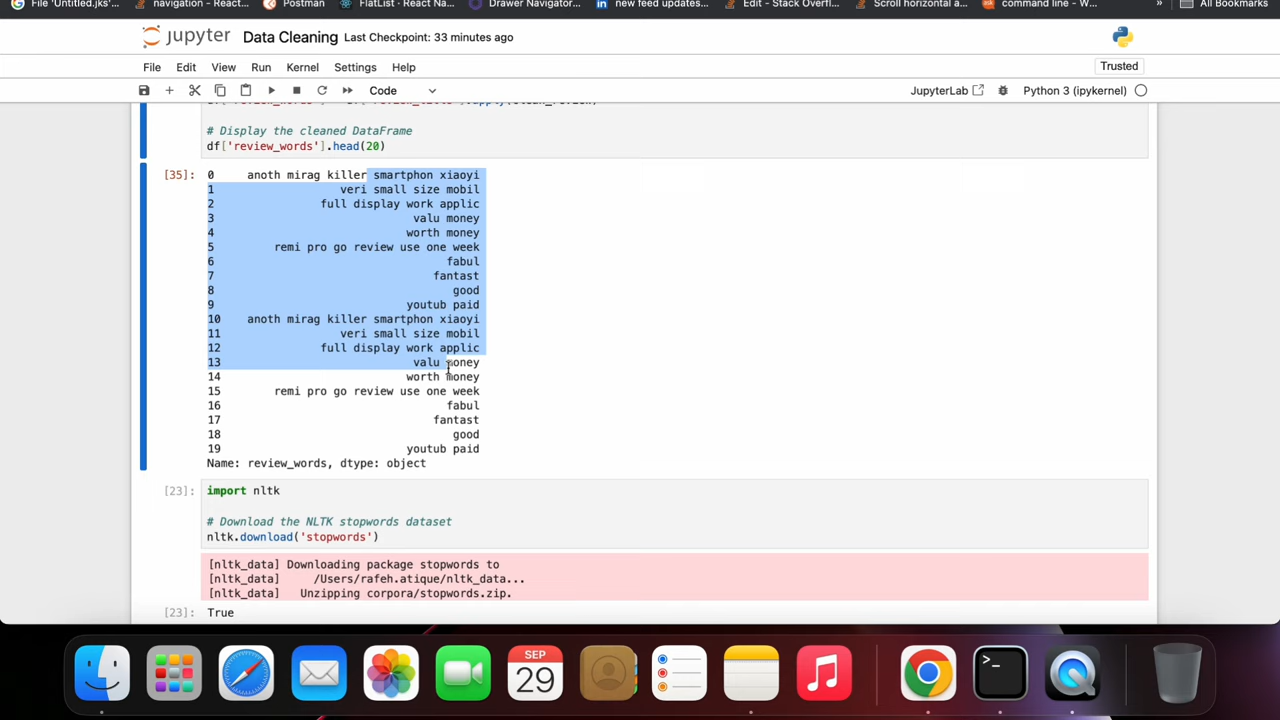 File 'Untitled.jks'...
navigation - React...
Postman
FlatList · React Na...
Drawer Navigator...
new feed updates...
Edit - Stack Overfl...
Scroll horizontal a...
command line - W...
»
All Bookmarks
jupyter Data Cleaning Last Checkpoint: 33 minutes ago
File Edit View Run Kernel Settings Help
Trusted
Code
JupyterLab
Python 3 (ipykernel)
# Display the cleaned DataFrame
df['review_words'].head(20)
[35]: 0 anoth mirag killer smartphon xiaoyi
1 veri small size mobil
2 full display work applic
3 valu money
4 worth money
5 remi pro go review use one week
6 fabul
7 fantast
8 good
9 youtub paid
10 anoth mirag killer smartphon xiaoyi
11 veri small size mobil
12 full display work applic
13 valu money
14 worth money
15 remi pro go review use one week
16 fabul
17 fantast
18 good
19 youtub paid
Name: review_words, dtype: object
[23]: import nltk
# Download the NLTK stopwords dataset
nltk.download('stopwords')
[nltk_data] Downloading package stopwords to
[nltk_data] /Users/rafeh.atique/nltk_data...
[nltk_data] Unzipping corpora/stopwords.zip.
[23]: True
SEP
29
>_